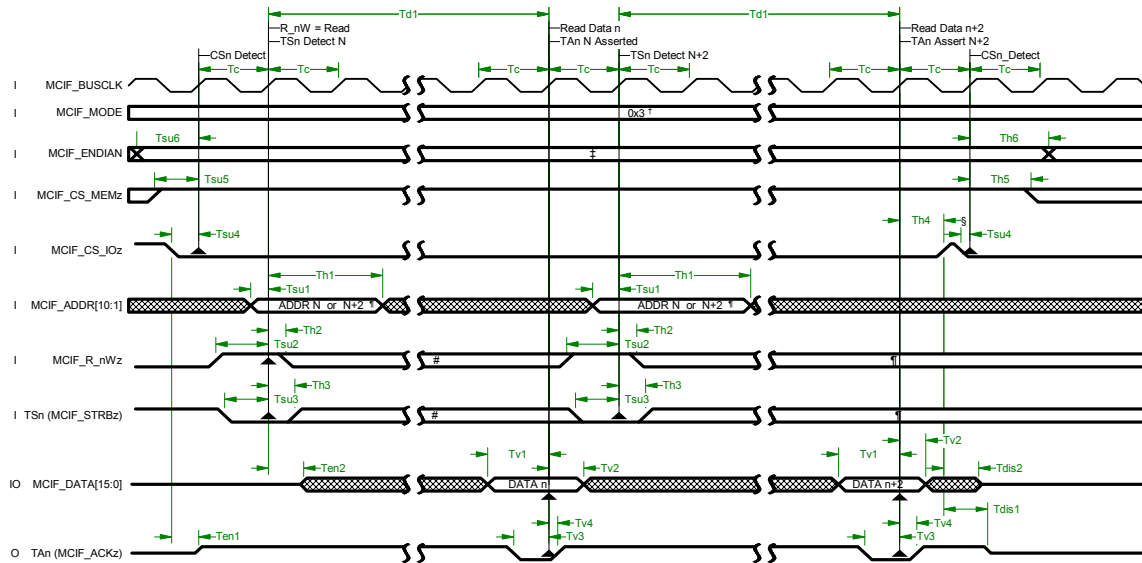 Td1 Td1
R_nW = Read Read Data n Read Data n+2
TSn Detect N TAn N Asserted TAn Assert N+2
CSn Detect TSn Detect N+2 CSn_Detect
Tc Tc Tc Tc Tc Tc Tc Tc
I MCIF_BUSCLK
I MCIF_MODE 0x3 †
Tsu6 Th6
I MCIF_ENDIAN ‡
Tsu5 Th5
I MCIF_CS_MEMz
Th4 §
Tsu4 Tsu4
I MCIF_CS_IOz
Th1 Th1
Tsu1 Tsu1
I MCIF_ADDR[10:1] ADDR N or N+2 ¶ ADDR N or N+2 ¶
Th2 Th2
Tsu2 Tsu2
I MCIF_R_nWz # ¶
Th3 Th3
Tsu3 Tsu3
I TSn (MCIF_STRBz) # ¶
Tv2
Tv1 Tv1
Ten2 Tv2 Tdis2
IO MCIF_DATA[15:0] DATA n DATA n+2
Tdis1
Tv4 Tv4
Ten1 Tv3 Tv3
O TAn (MCIF_ACKz)